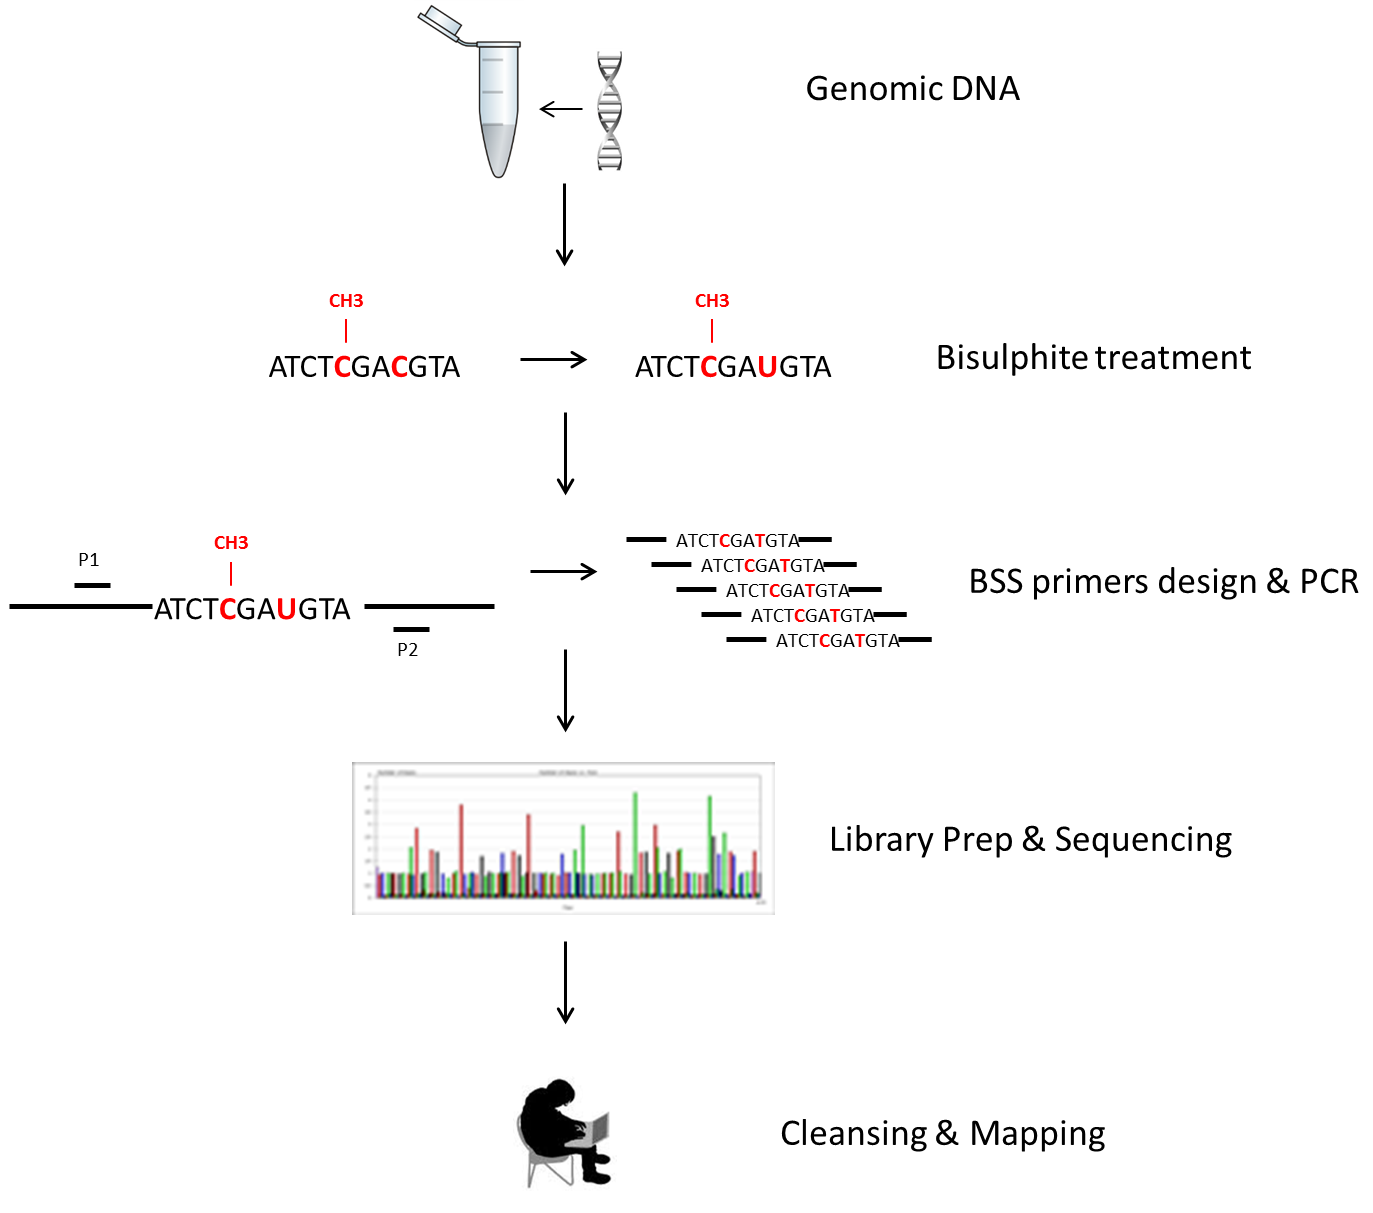 Genomic DNA
CH3
CH3
ATCTCGACGTA
ATCTCGAUGTA
Bisulphite treatment
P1
CH3
ATCTCGAUGTA
P2
ATCTCGATGTA
ATCTCGATGTA
ATCTCGATGTA
ATCTCGATGTA
ATCTCGATGTA
BSS primers design & PCR
Library Prep & Sequencing
Cleansing & Mapping